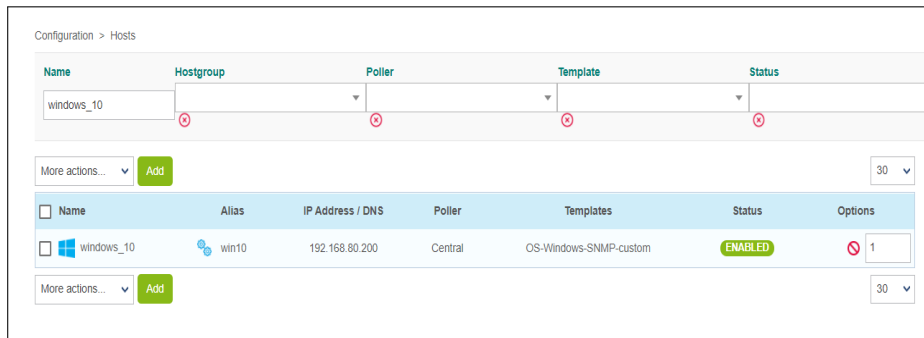 Configuration > Hosts
Name Hostgroup Poller Template Status
windows_10
More actions... Add 30
Name Alias IP Address / DNS Poller Templates Status Options
windows_10 win10 192.168.80.200 Central OS-Windows-SNMP-custom ENABLED 1
More actions... Add 30